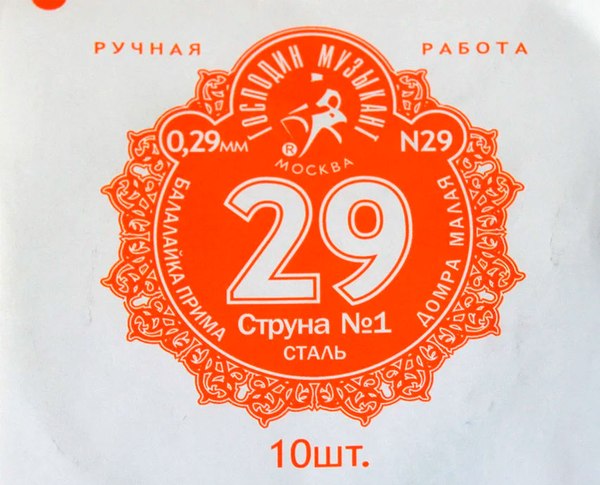 РУЧНАЯ РАБОТА
ГОСПОДИН МУЗЫКАНТ
0,29мм
N29
®
МОСКВА
29
БАЛАЛАЙКА ПРИМА
ДОМРА МАЛАЯ
Струна №1
СТАЛЬ
10шт.